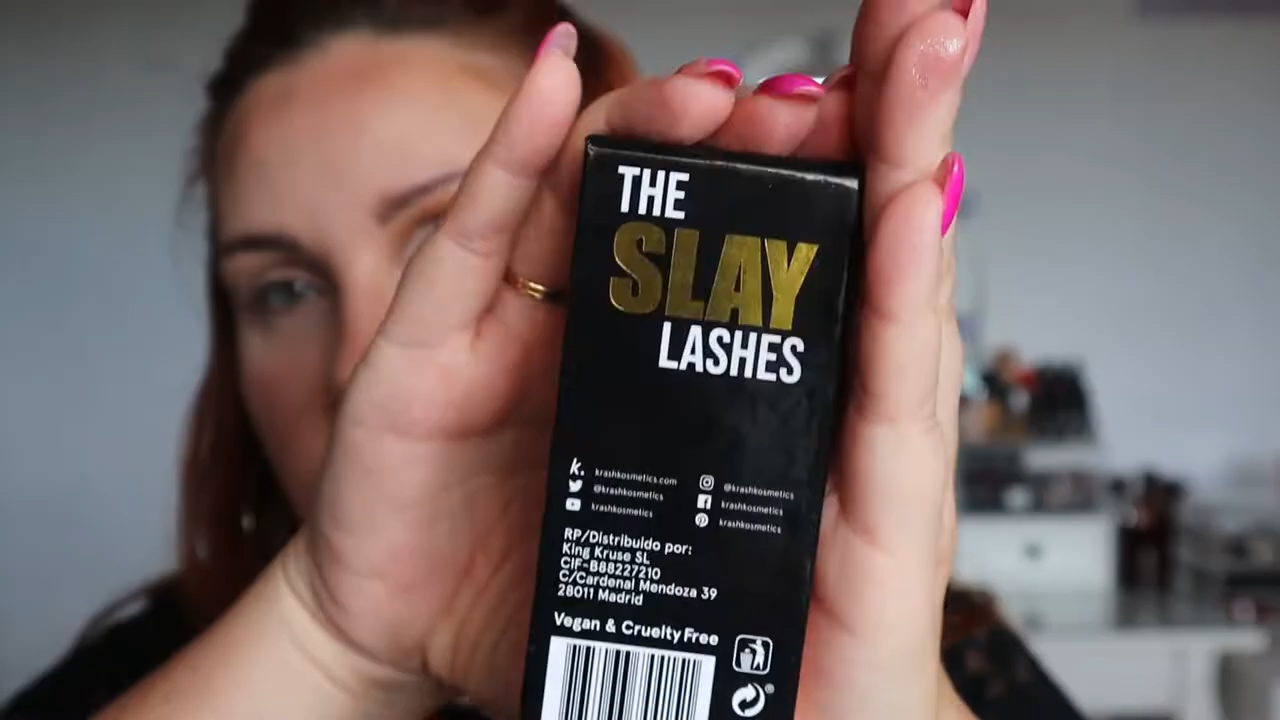 THE
SLAY
LASHES
k. krashkosmetics.com
@krashkosmetics
krashkosmetics
@krashkosmetics
krashkosmetics
krashkosmetics
RP/Distribuido por:
King Kruse SL
CIF-B88227210
C/Cardenal Mendoza 39
28011 Madrid
Vegan & Cruelty Free